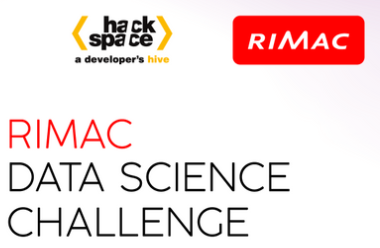 hack
space
a developer's hive
RIMAC
RIMAC
DATA SCIENCE
CHALLENGE